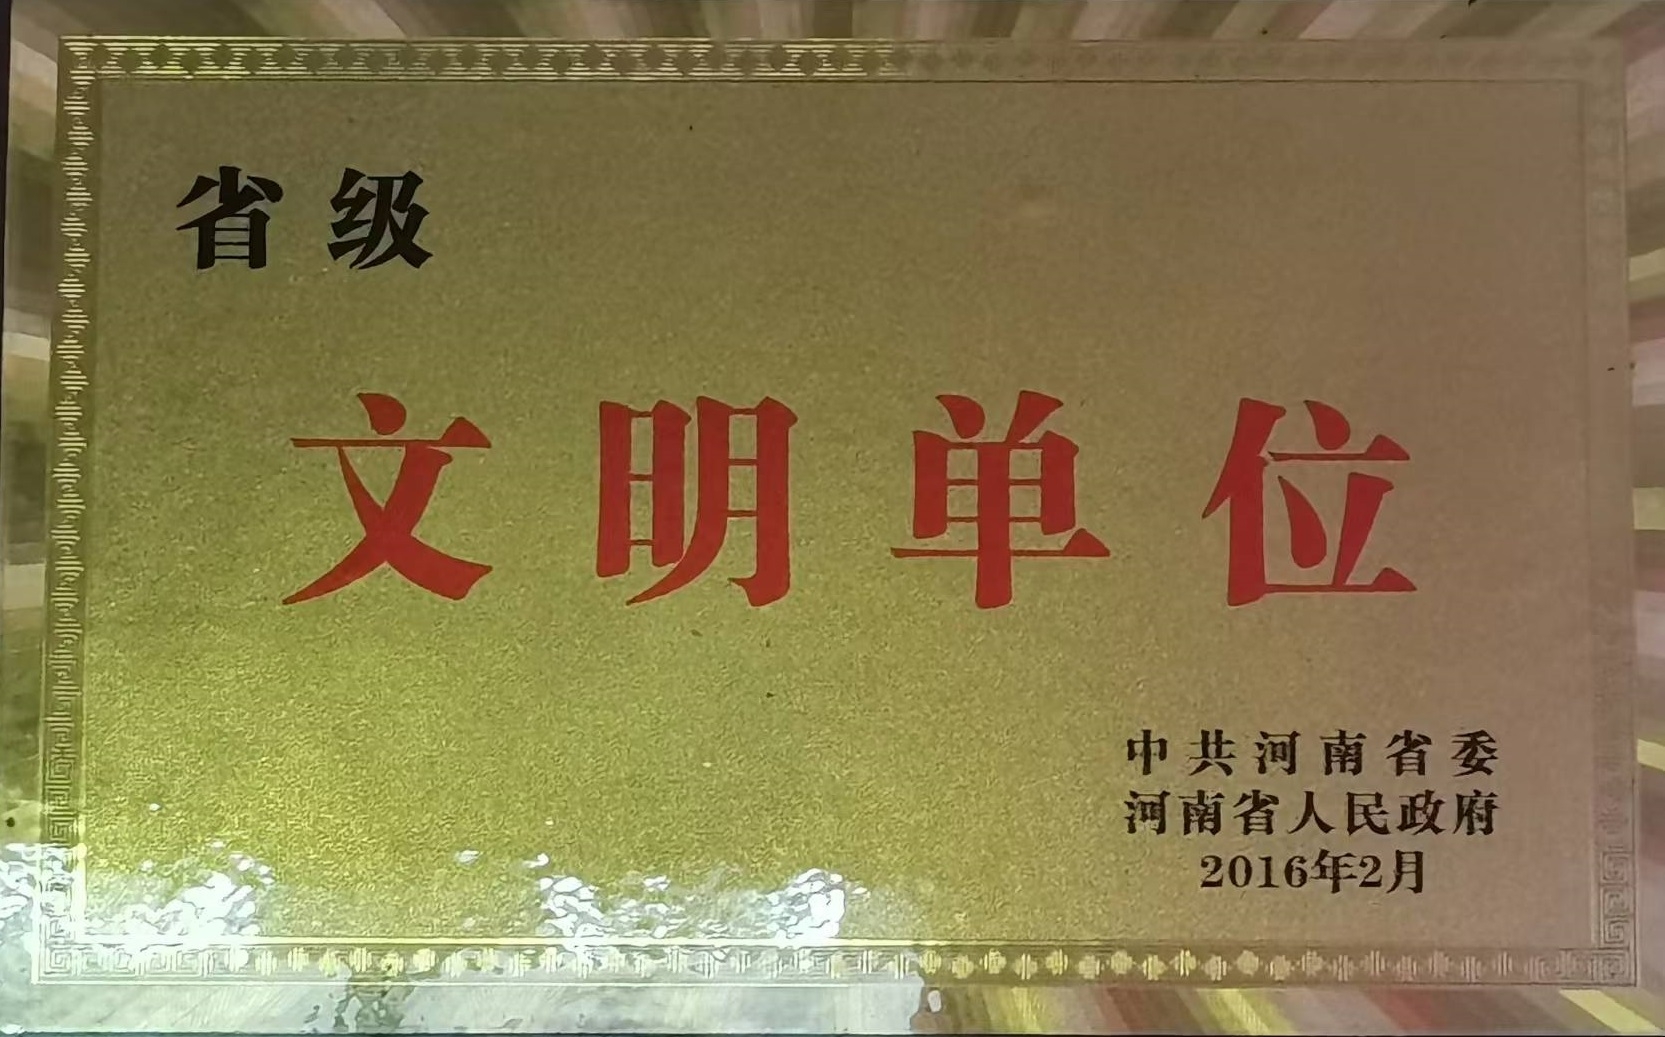 省级
文明单位
中共河南省委
河南省人民政府
2016年2月